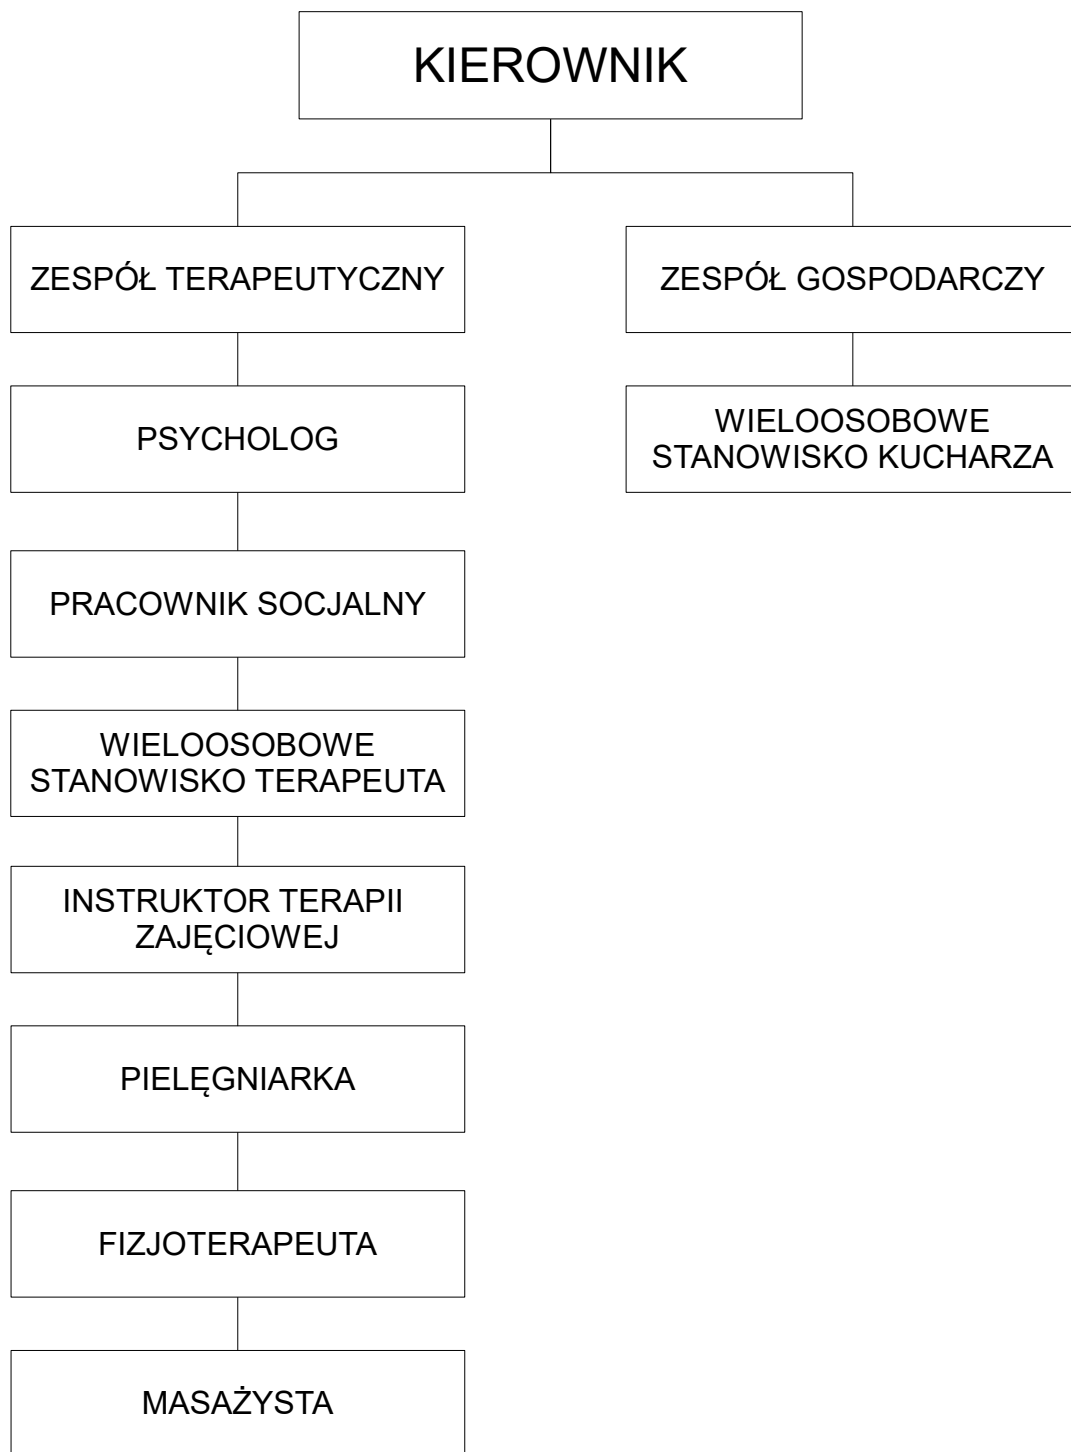 KIEROWNIK
ZESPÓŁ TERAPEUTYCZNY
ZESPÓŁ GOSPODARCZY
PSYCHOLOG
WIELOOSOBOWE
STANOWISKO KUCHARZA
PRACOWNIK SOCJALNY
WIELOOSOBOWE
STANOWISKO TERAPEUTA
INSTRUKTOR TERAPII
ZAJĘCIOWEJ
PIELĘGNIARKA
FIZJOTERAPEUTA
MASAŻYSTA